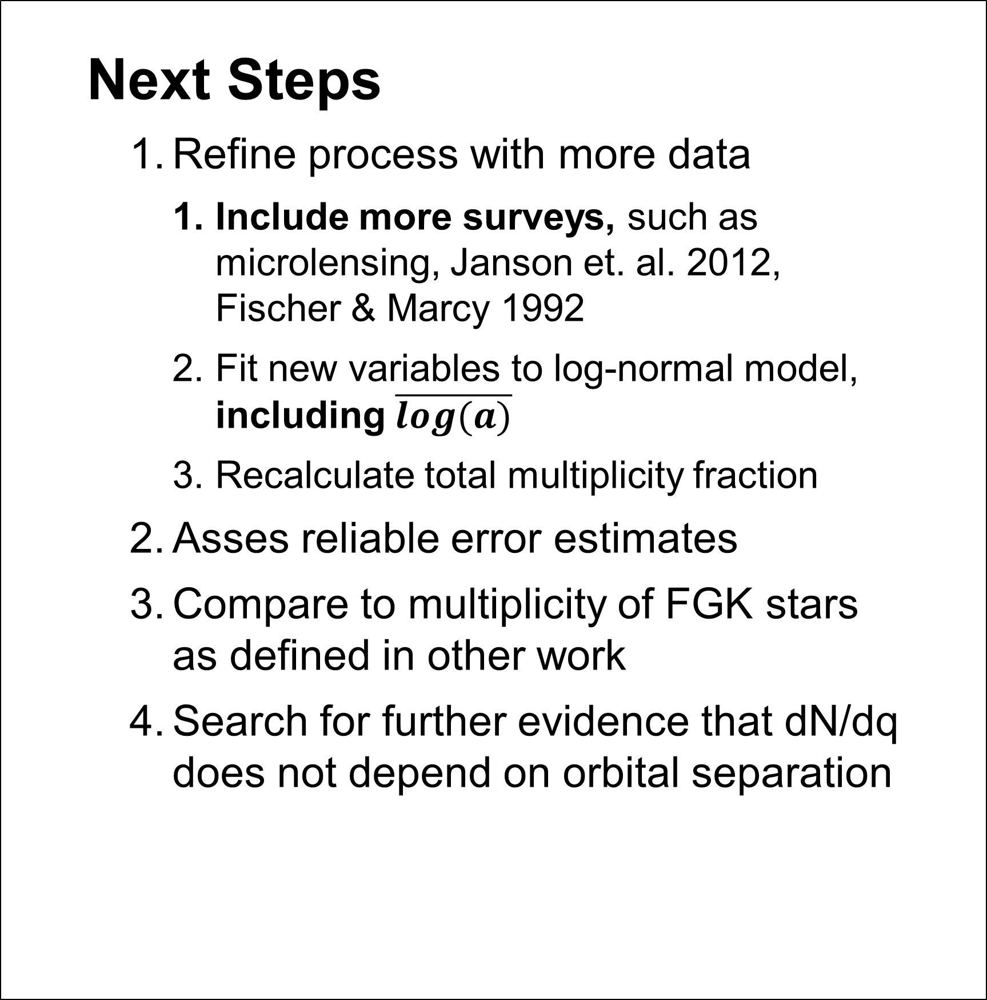 Next Steps
1. Refine process with more data
1. Include more surveys, such as
microlensing, Janson et. al. 2012,
Fischer & Marcy 1992
2. Fit new variables to log-normal model,
including $\overline{log(a)}$
3. Recalculate total multiplicity fraction
2. Asses reliable error estimates
3. Compare to multiplicity of FGK stars
as defined in other work
4. Search for further evidence that dN/dq
does not depend on orbital separation